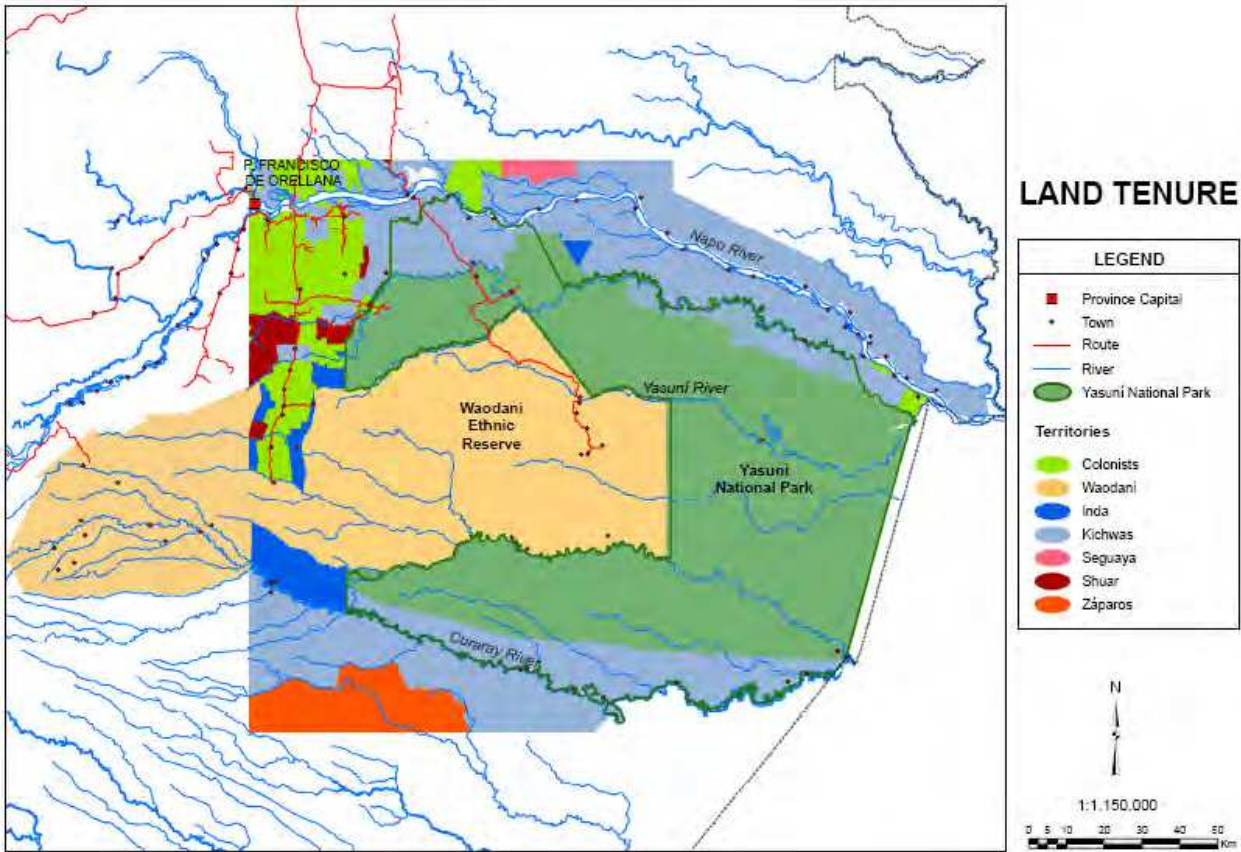 P. FRANCISCO
DE ORELLANA
Napo River
Yasuní River
Waodani
Ethnic
Reserve
Yasuní
National Park
Curaray River
LAND TENURE
LEGEND
Province Capital
Town
Route
River
Yasuní National Park
Territories
Colonists
Waodani
Inda
Kichwas
Seguaya
Shuar
Záparos
N
1:1.150.000
0 5 10 20 30 40 50
Km